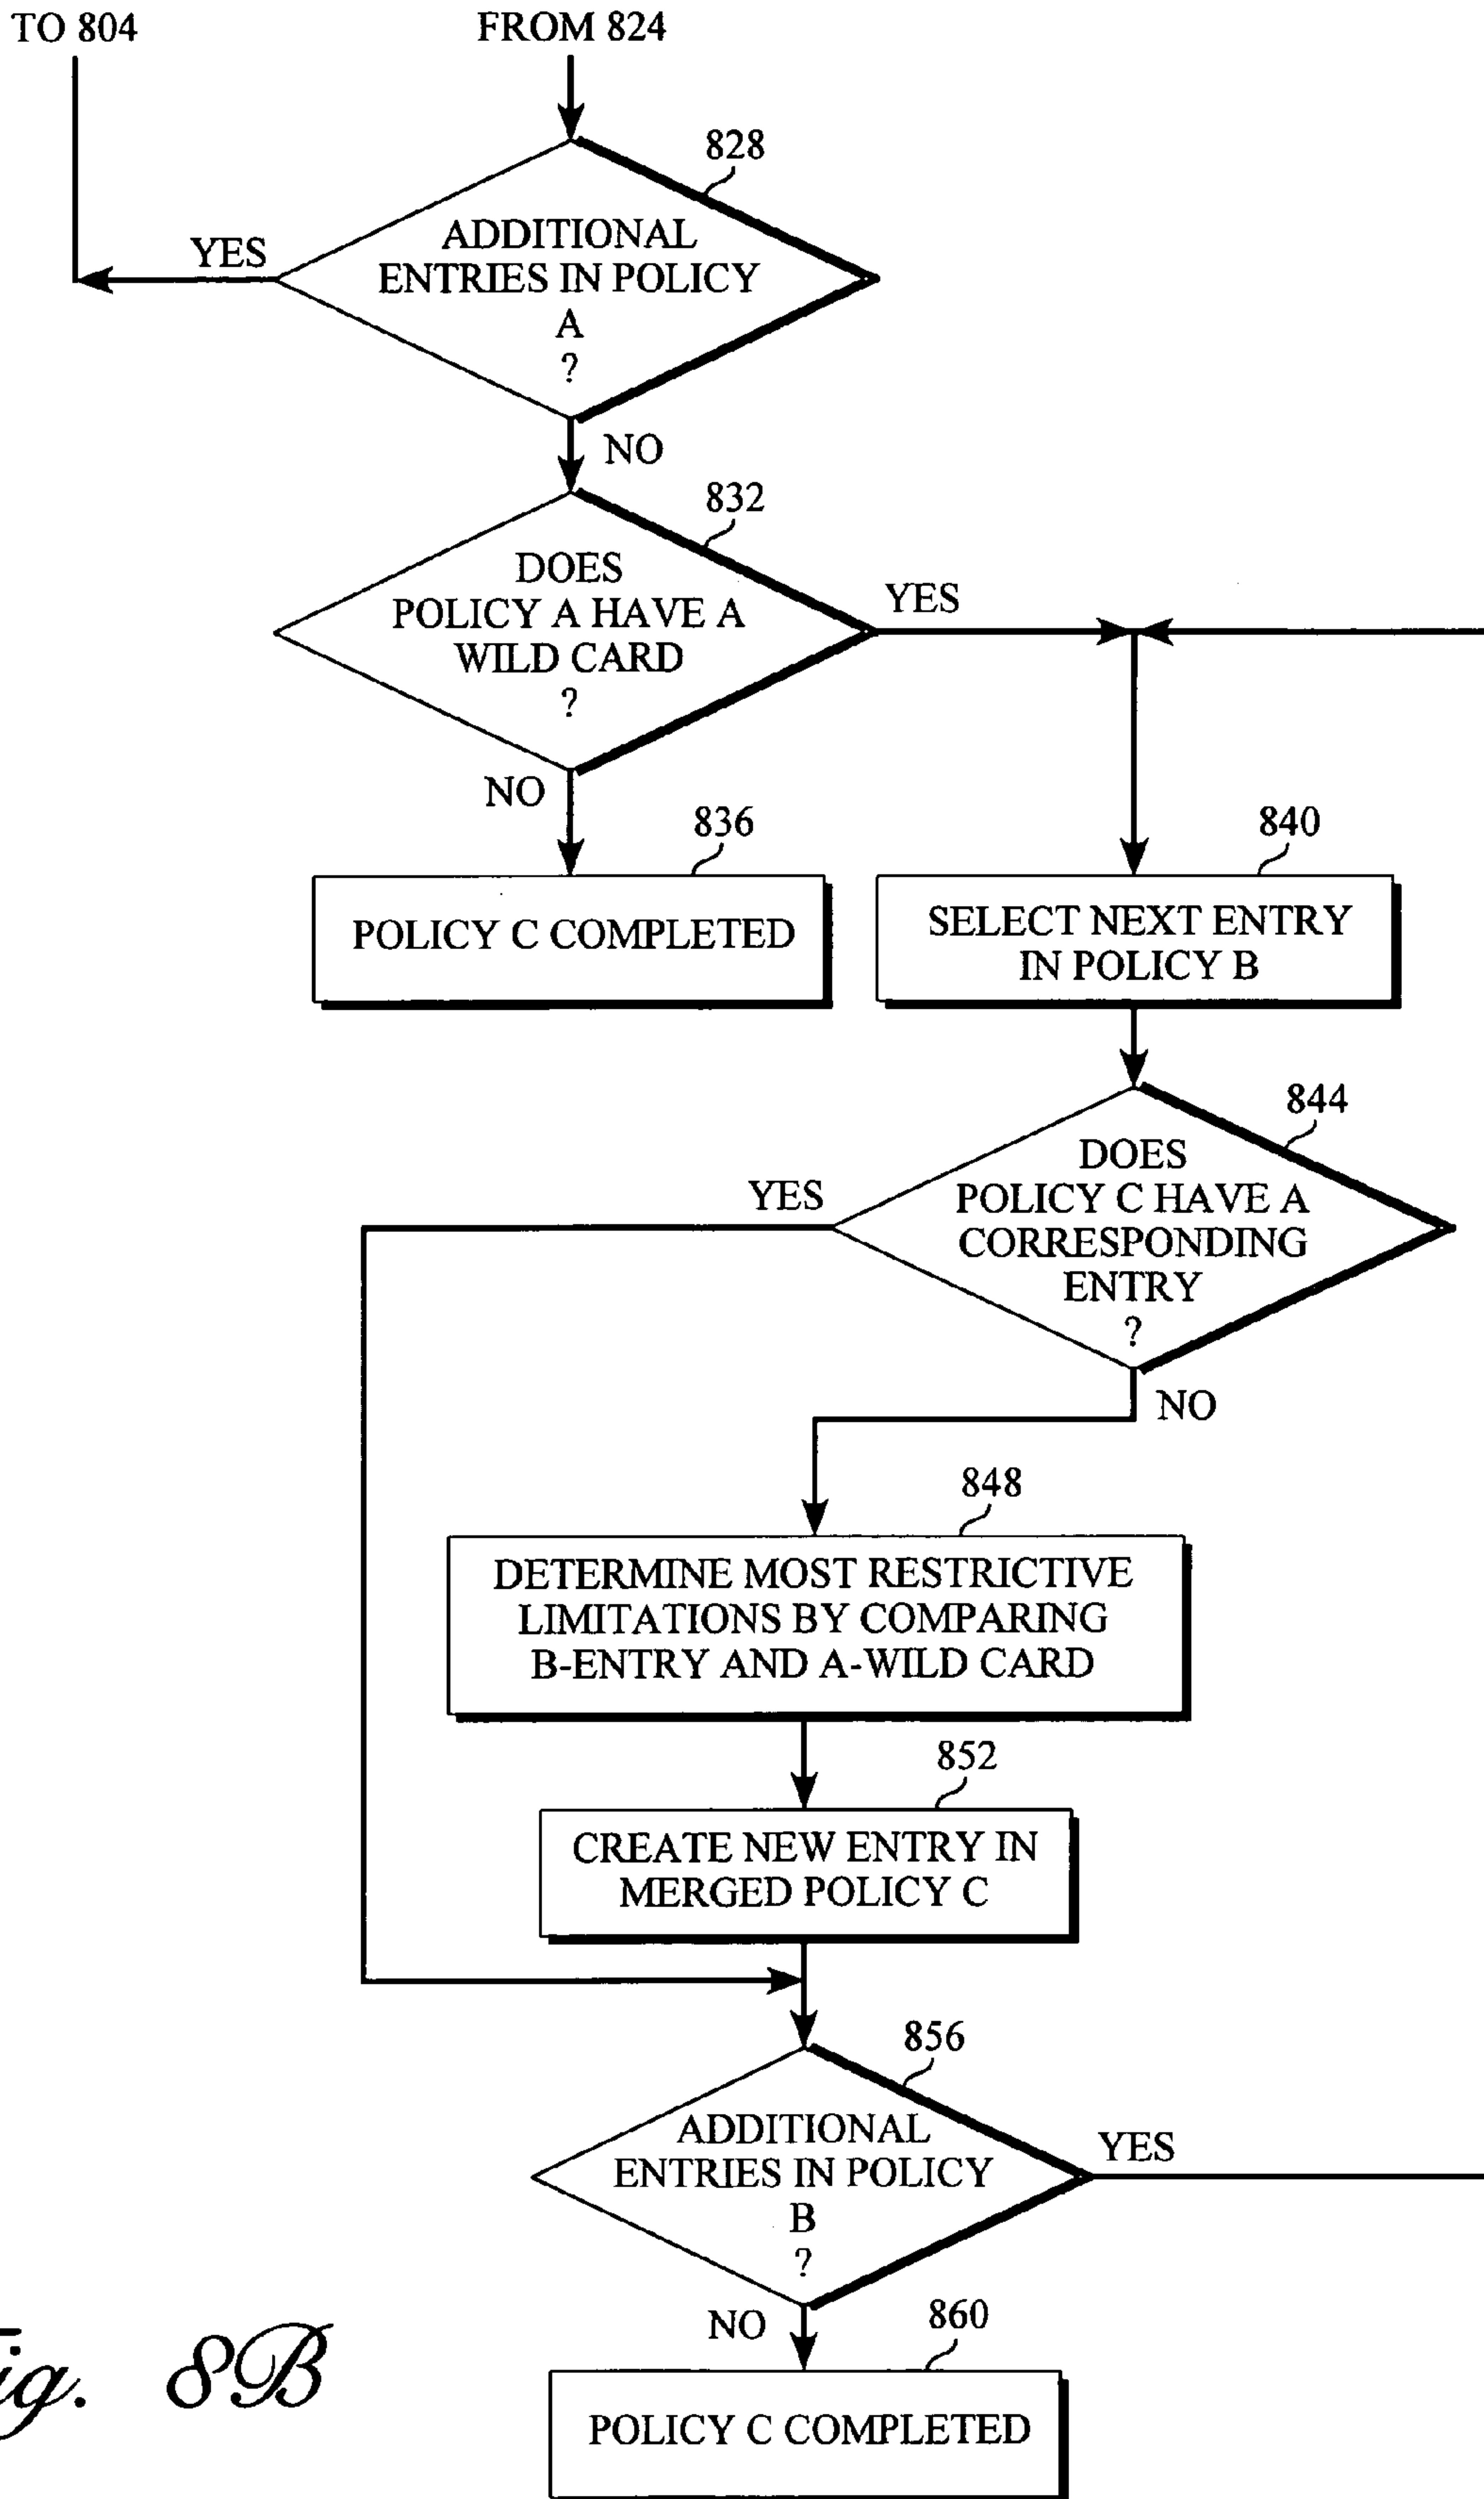 TO 804
FROM 824
828
ADDITIONAL
ENTRIES IN POLICY
A
?
YES
NO
832
DOES
POLICY A HAVE A
WILD CARD
?
YES
NO
836
POLICY C COMPLETED
840
SELECT NEXT ENTRY
IN POLICY B
844
DOES
POLICY C HAVE A
CORRESPONDING
ENTRY
?
YES
NO
848
DETERMINE MOST RESTRICTIVE
LIMITATIONS BY COMPARING
B-ENTRY AND A-WILD CARD
852
CREATE NEW ENTRY IN
MERGED POLICY C
856
ADDITIONAL
ENTRIES IN POLICY
B
?
YES
NO
860
POLICY C COMPLETED
ig. 8B